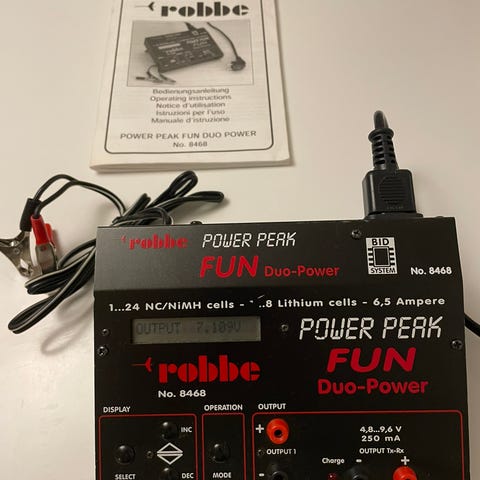 robbe
Bedienungsanleitung
Operating instructions
Notice d'utilisation
Istruzioni per l'uso
Manuale d'istruzione
POWER PEAK FUN DUO POWER
No. 8468
robbe POWER PEAK
FUN Duo-Power
BID
SYSTEM
No. 8468
1...24 NC/NiMH cells - 1...8 Lithium cells - 6,5 Ampere
OUTPUT 7.109V
POWER PEAK
FUN
Duo-Power
robbe
No. 8468
DISPLAY
OPERATION
OUTPUT
INC
SELECT
DEC
MODE
+
OUTPUT 1
-
4,8...9,6 V
250 mA
OUTPUT Tx-Rx
Charge
-
+